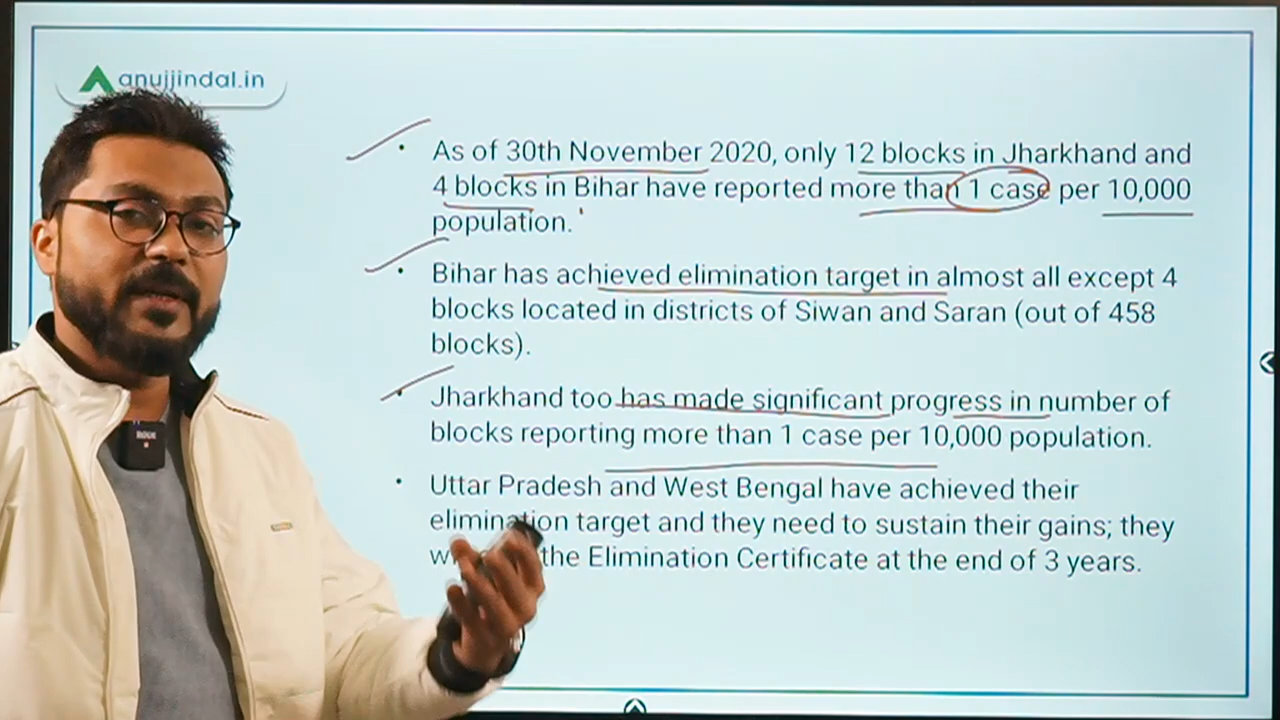 anujjindal.in
As of 30th November 2020, only 12 blocks in Jharkhand and
4 blocks in Bihar have reported more than 1 case per 10,000
population.
Bihar has achieved elimination target in almost all except 4
blocks located in districts of Siwan and Saran (out of 458
blocks).
Jharkhand too has made significant progress in number of
blocks reporting more than 1 case per 10,000 population.
Uttar Pradesh and West Bengal have achieved their
elimination target and they need to sustain their gains; they
the Elimination Certificate at the end of 3 years.